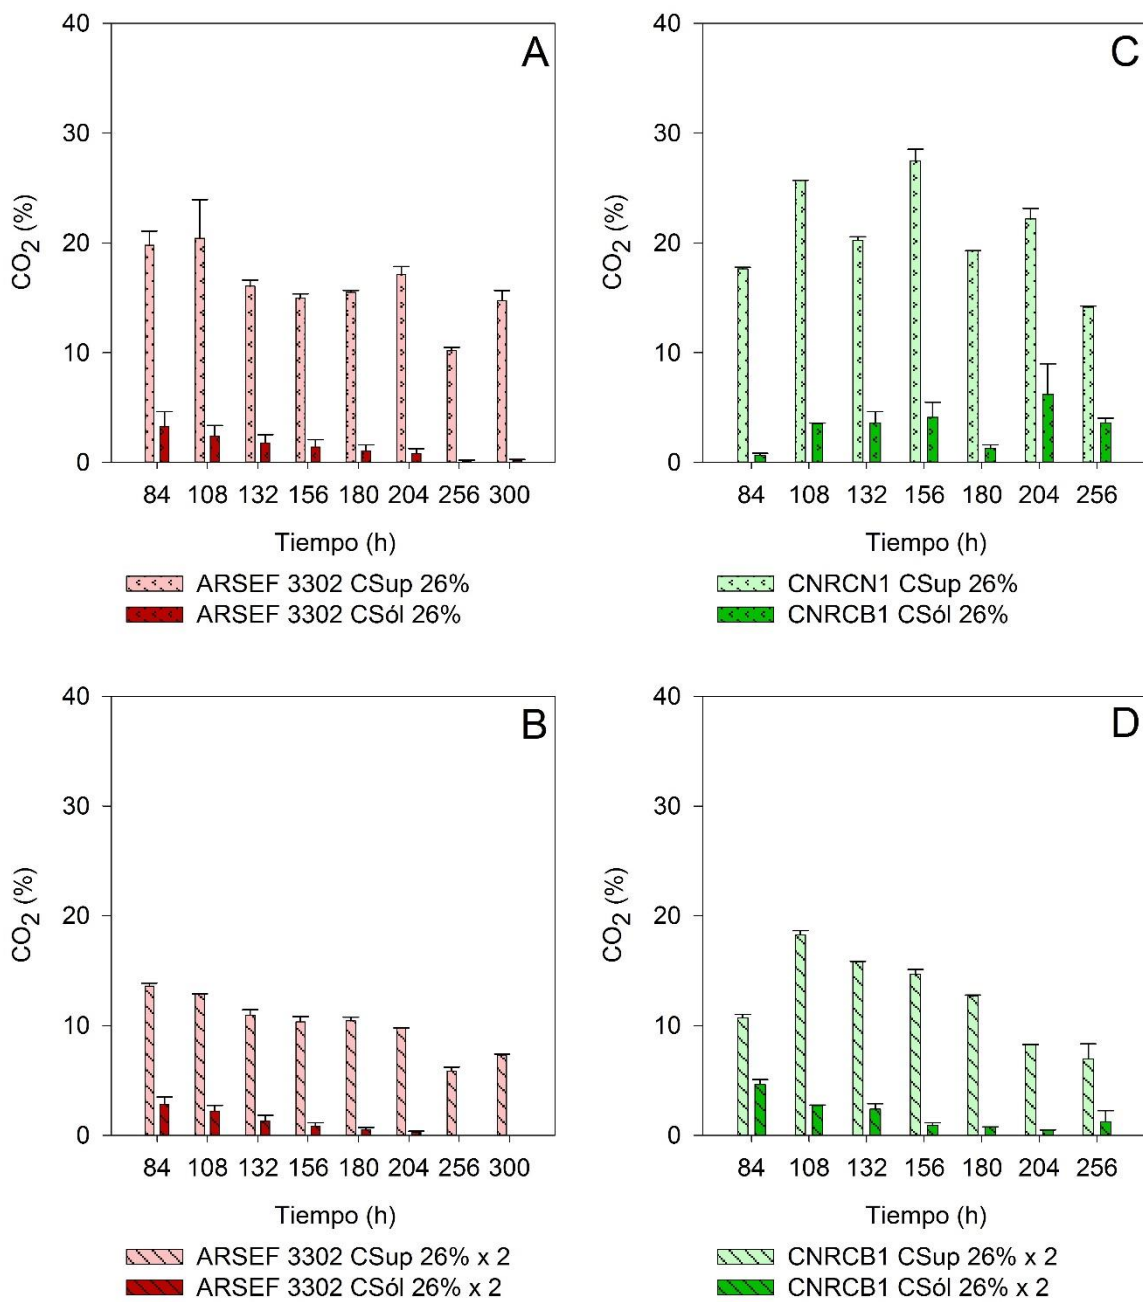 A
40
30
20
10
0
CO2 (%)
84 108 132 156 180 204 256 300
Tiempo (h)
ARSEF 3302 CSup 26%
ARSEF 3302 CSól 26%
C
40
30
20
10
0
CO2 (%)
84 108 132 156 180 204 256
Tiempo (h)
CNRCN1 CSup 26%
CNRCB1 CSól 26%
B
40
30
20
10
0
CO2 (%)
84 108 132 156 180 204 256 300
Tiempo (h)
ARSEF 3302 CSup 26% x 2
ARSEF 3302 CSól 26% x 2
D
40
30
20
10
0
CO2 (%)
84 108 132 156 180 204 256
Tiempo (h)
CNRCB1 CSup 26% x 2
CNRCB1 CSól 26% x 2